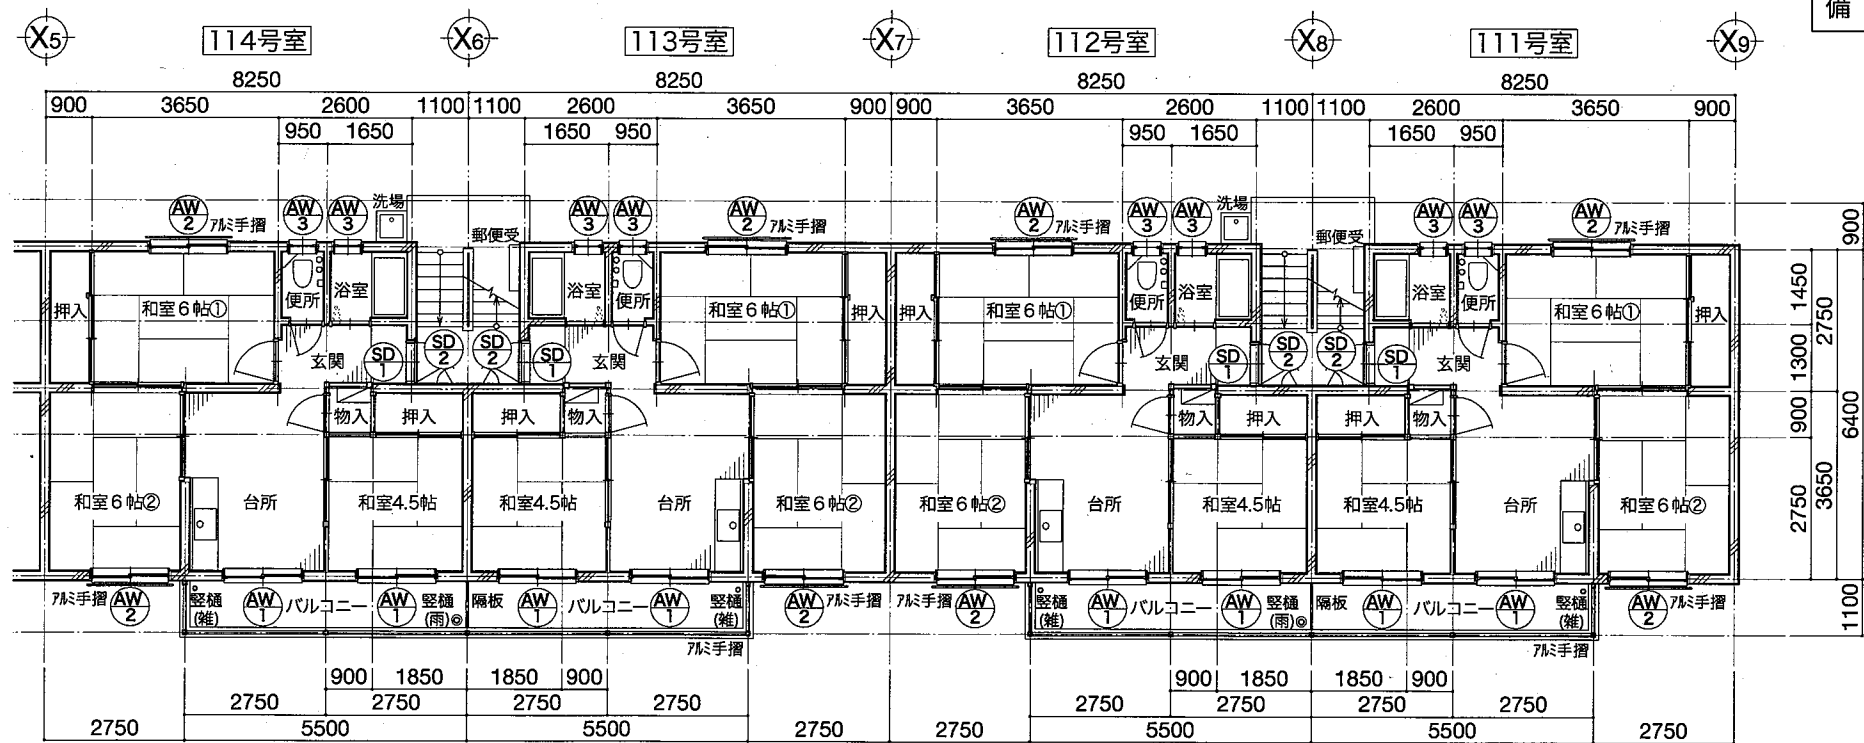 備
X5 114号室 X6 113号室 X7 112号室 X8 111号室 X9
8250 8250 8250 8250
900 3650 2600 1100 1100 2600 3650 900 900 3650 2600 1100 1100 2600 3650 900
950 1650 1650 950 950 1650 1650 950
洗場 洗場
AW 2 アルミ手摺 AW 3 AW 3 AW 3 AW 3 AW 2 アルミ手摺 AW 2 アルミ手摺 AW 3 AW 3 AW 3 AW 3 AW 2 アルミ手摺
郵便受 郵便受
900
押入 和室6帖① 便所 浴室 浴室 便所 和室6帖① 押入 押入 和室6帖① 便所 浴室 浴室 便所 和室6帖① 押入
1450 2750
玄関 SD 1 SD 2 SD 2 SD 1 玄関 玄関 SD 1 SD 2 SD 2 SD 1 玄関
1300
物入 押入 押入 物入 物入 押入 押入 物入
900 6400
和室6帖② 台所 和室4.5帖 和室4.5帖 台所 和室6帖② 和室6帖② 台所 和室4.5帖 和室4.5帖 台所 和室6帖②
2750 3650
アルミ手摺 AW 2 竪樋(雑) AW 1 バルコニー AW 1 竪樋(雨) 隔板 AW 1 バルコニー AW 1 竪樋(雑) AW 2 アルミ手摺 アルミ手摺 AW 2 竪樋(雑) AW 1 バルコニー AW 1 竪樋(雨) 隔板 AW 1 バルコニー AW 1 竪樋(雑) AW 2 アルミ手摺
1100
アルミ手摺 アルミ手摺
900 1850 1850 900 900 1850 1850 900
2750 2750 2750 2750 2750 2750 2750 2750
2750 5500 5500 2750 2750 5500 5500 2750